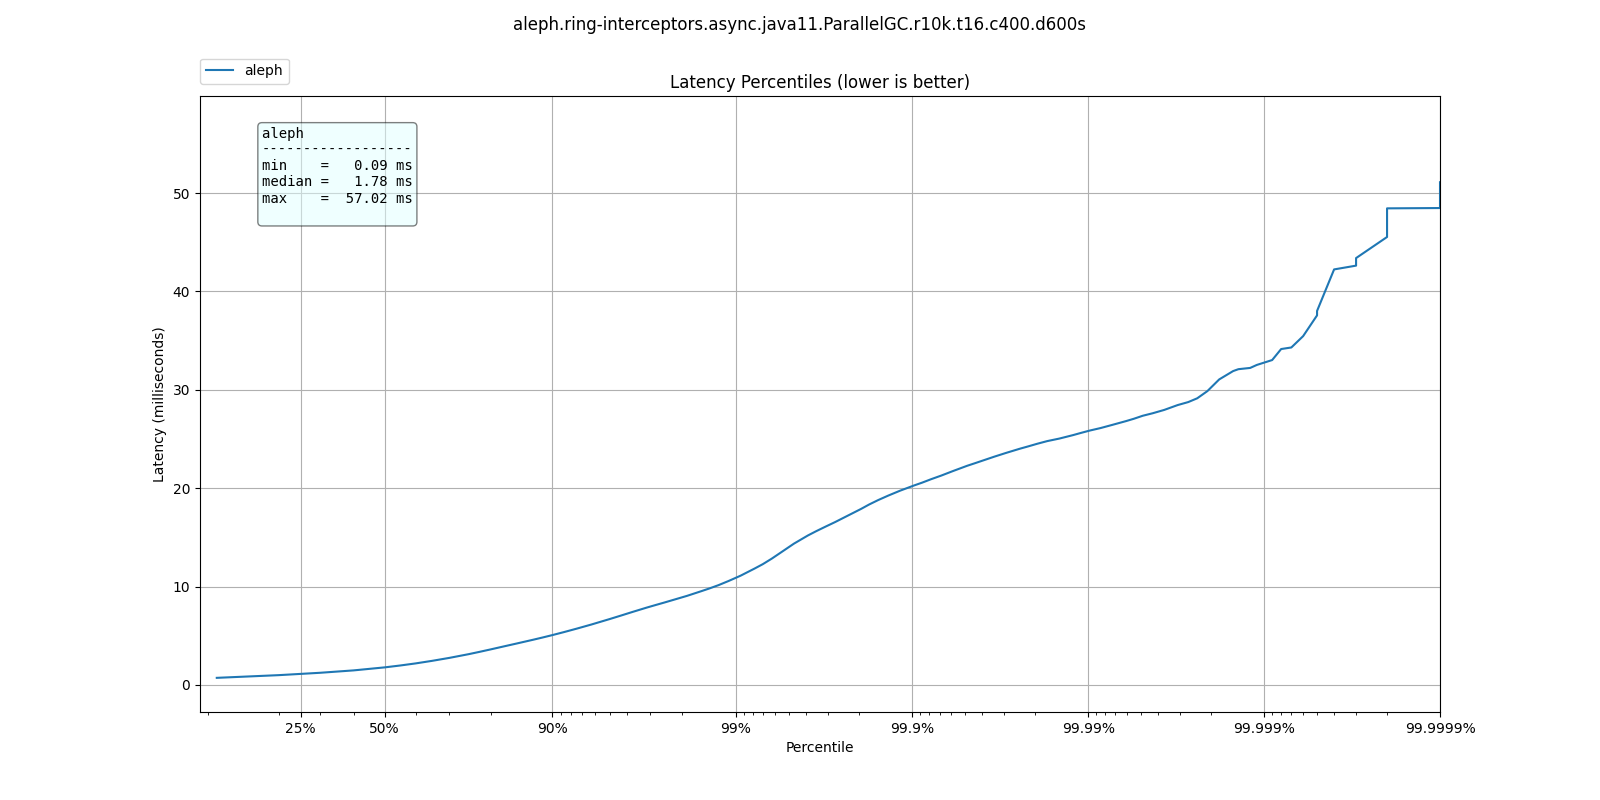 aleph.ring-interceptors.async.java11.ParallelGC.r10k.t16.c400.d600s
aleph
Latency Percentiles (lower is better)
aleph
------------------
min    =   0.09 ms
median =   1.78 ms
max    =  57.02 ms
50
40
30
20
10
0
Latency (milliseconds)
25% 50% 90% 99% 99.9% 99.99% 99.999% 99.9999%
Percentile